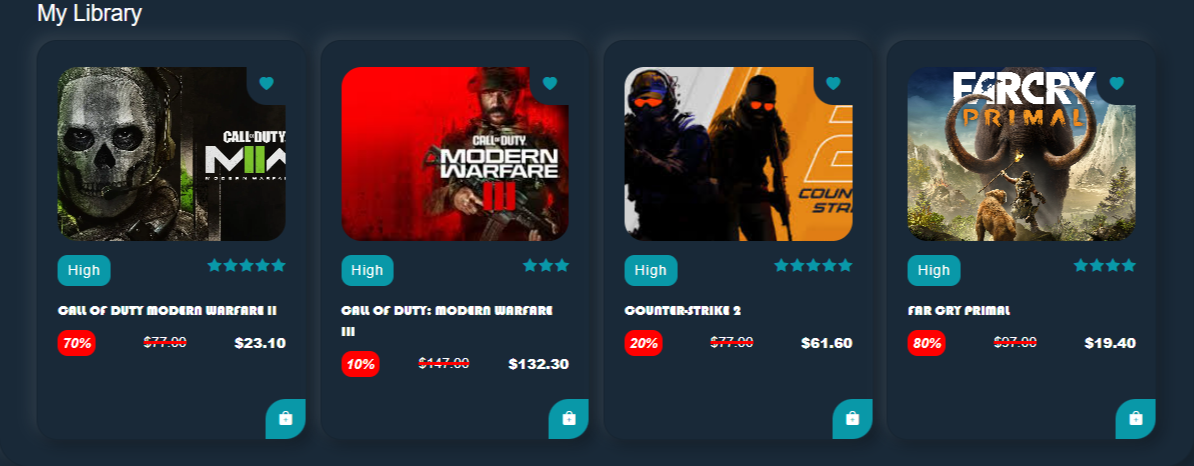 My Library
CALL OF DUTY
MWII
MODERN WARFARE
High
CALL OF DUTY MODERN WARFARE II
70% $77.00 $23.10
CALL OF DUTY.
MODERN
WARFARE
III
High
CALL OF DUTY: MODERN WARFARE
III
10% $147.00 $132.30
2
COUN
STRI
High
COUNTER-STRIKE 2
20% $77.00 $61.60
FARCRY
PRIMAL
High
FAR CRY PRIMAL
80% $97.00 $19.40